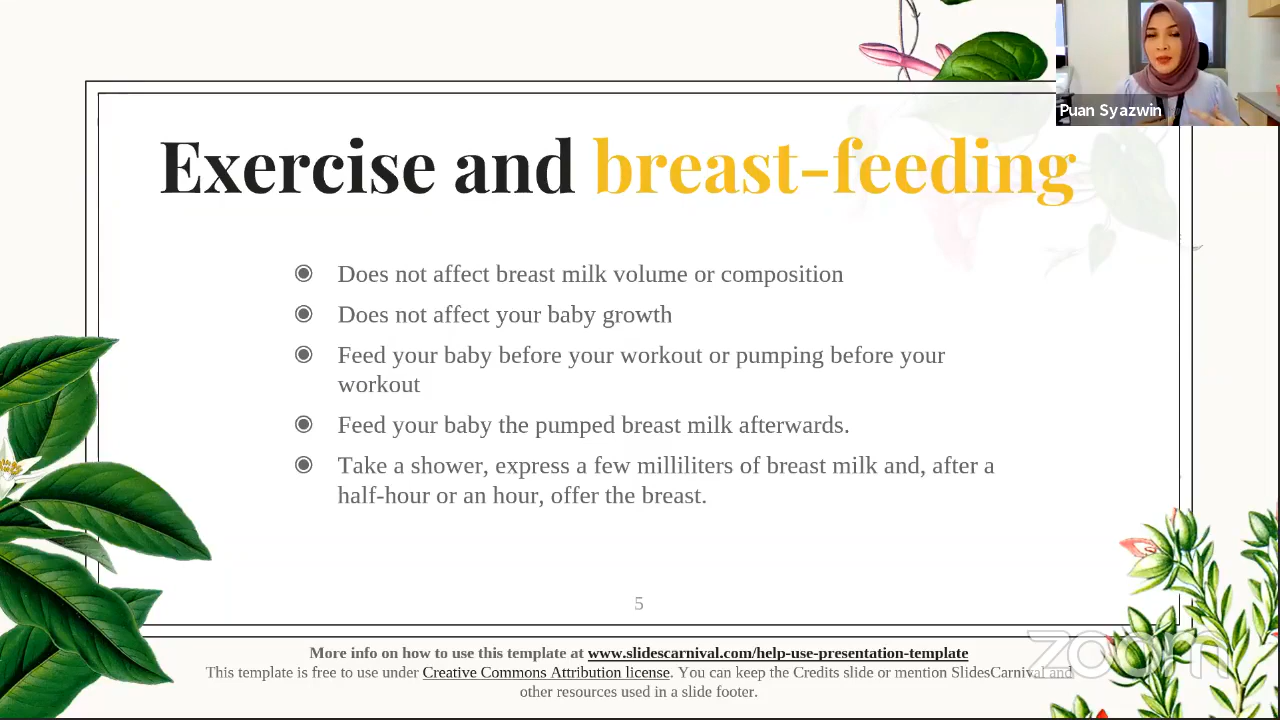 Puan Syazwin
Exercise and breast-feeding
Does not affect breast milk volume or composition
Does not affect your baby growth
Feed your baby before your workout or pumping before your
workout
Feed your baby the pumped breast milk afterwards.
Take a shower, express a few milliliters of breast milk and, after a
half-hour or an hour, offer the breast.
5
More info on how to use this template at www.slidescarnival.com/help-use-presentation-template
This template is free to use under Creative Commons Attribution license. You can keep the Credits slide or mention SlidesCarnival and
other resources used in a slide footer.
zoom